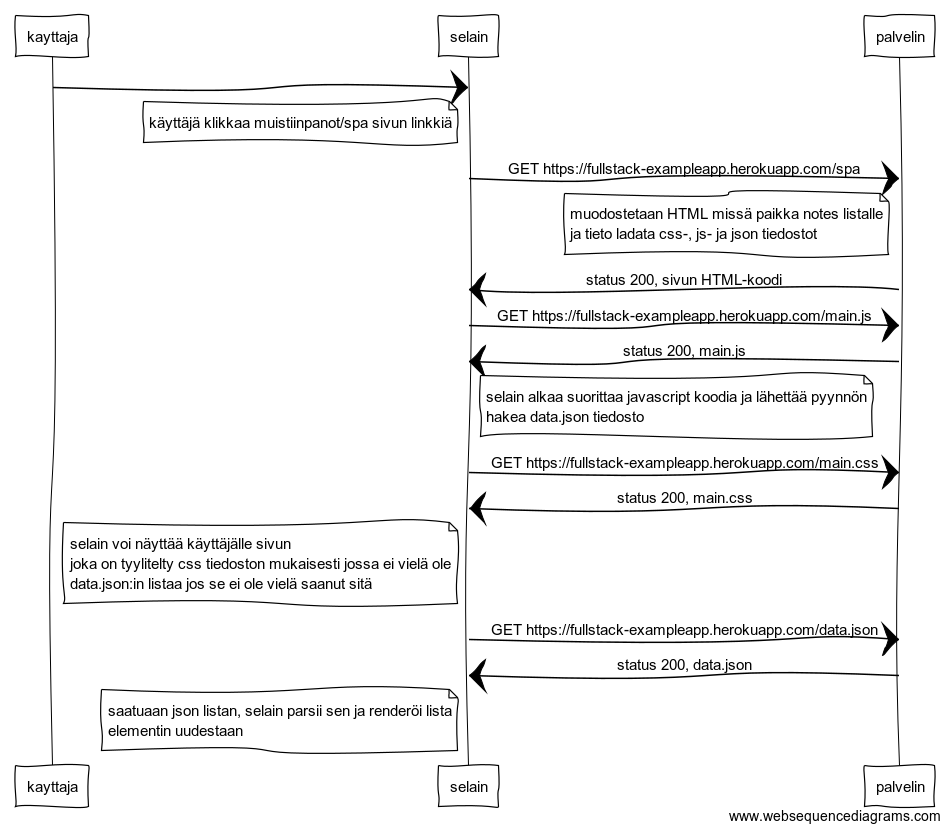 kayttaja
selain
palvelin
käyttäjä klikkaa muistiinpanot/spa sivun linkkiä
GET https://fullstack-exampleapp.herokuapp.com/spa
muodostetaan HTML missä paikka notes listalle
ja tieto ladata css-, js- ja json tiedostot
status 200, sivun HTML-koodi
GET https://fullstack-exampleapp.herokuapp.com/main.js
status 200, main.js
selain alkaa suorittaa javascript koodia ja lähettää pyynnön
hakea data.json tiedosto
GET https://fullstack-exampleapp.herokuapp.com/main.css
status 200, main.css
selain voi näyttää käyttäjälle sivun
joka on tyylitelty css tiedoston mukaisesti jossa ei vielä ole
data.json:in listaa jos se ei ole vielä saanut sitä
GET https://fullstack-exampleapp.herokuapp.com/data.json
status 200, data.json
saatuaan json listan, selain parsii sen ja renderöi lista
elementin uudestaan
kayttaja
selain
palvelin
www.websequencediagrams.com